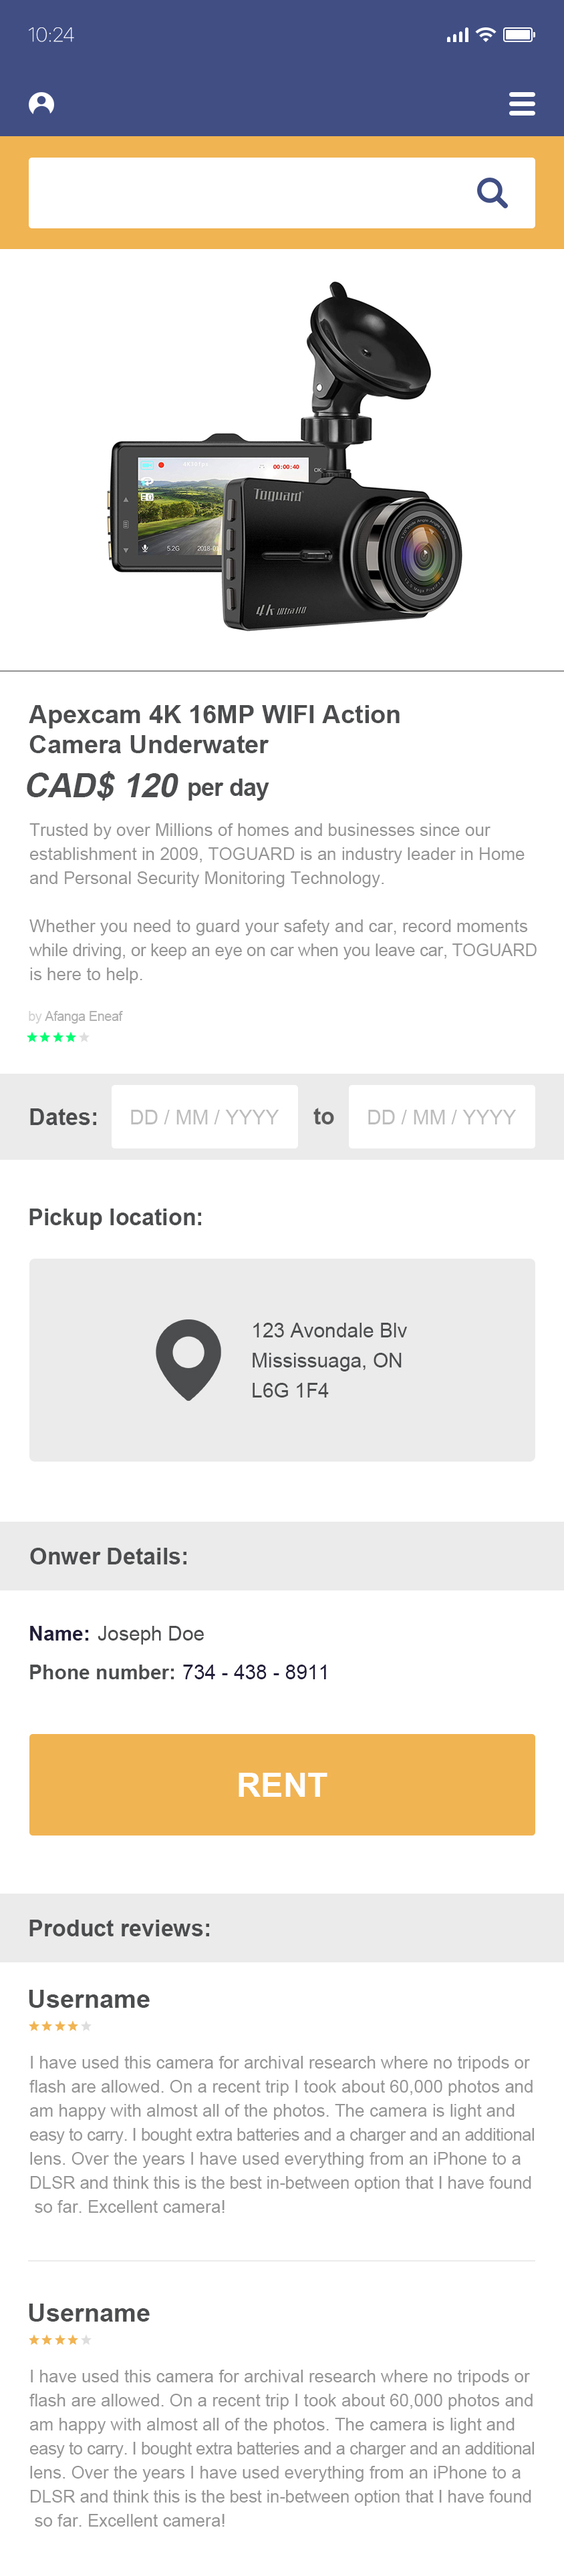 10:24
00:00:40
OK
EQ
5.2G
2018-
Toguard
4k ultra HD
Apexcam 4K 16MP WIFI Action
Camera Underwater
CAD$ 120 per day
Trusted by over Millions of homes and businesses since our
establishment in 2009, TOGUARD is an industry leader in Home
and Personal Security Monitoring Technology.
Whether you need to guard your safety and car, record moments
while driving, or keep an eye on car when you leave car, TOGUARD
is here to help.
by Afanga Eneaf
Dates: DD / MM / YYYY to DD / MM / YYYY
Pickup location:
123 Avondale Blv
Mississuaga, ON
L6G 1F4
Onwer Details:
Name: Joseph Doe
Phone number: 734 - 438 - 8911
RENT
Product reviews:
Username
I have used this camera for archival research where no tripods or
flash are allowed. On a recent trip I took about 60,000 photos and
am happy with almost all of the photos. The camera is light and
easy to carry. I bought extra batteries and a charger and an additional
lens. Over the years I have used everything from an iPhone to a
DLSR and think this is the best in-between option that I have found
so far. Excellent camera!
Username
I have used this camera for archival research where no tripods or
flash are allowed. On a recent trip I took about 60,000 photos and
am happy with almost all of the photos. The camera is light and
easy to carry. I bought extra batteries and a charger and an additional
lens. Over the years I have used everything from an iPhone to a
DLSR and think this is the best in-between option that I have found
so far. Excellent camera!